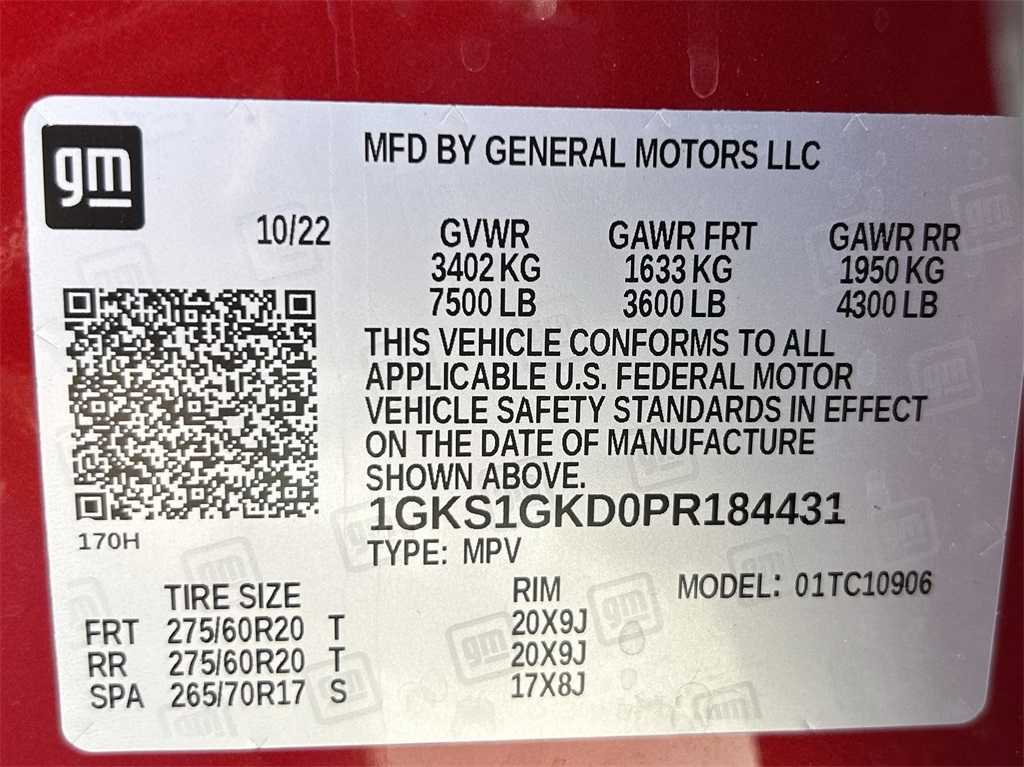 gm
MFD BY GENERAL MOTORS LLC
10/22 GVWR GAWR FRT GAWR RR
3402 KG 1633 KG 1950 KG
7500 LB 3600 LB 4300 LB
THIS VEHICLE CONFORMS TO ALL
APPLICABLE U.S. FEDERAL MOTOR
VEHICLE SAFETY STANDARDS IN EFFECT
ON THE DATE OF MANUFACTURE
SHOWN ABOVE.
1GKS1GKD0PR184431
170H
TYPE: MPV
MODEL: 01TC10906
TIRE SIZE RIM
FRT 275/60R20 T 20X9J
RR 275/60R20 T 20X9J
SPA 265/70R17 S 17X8J